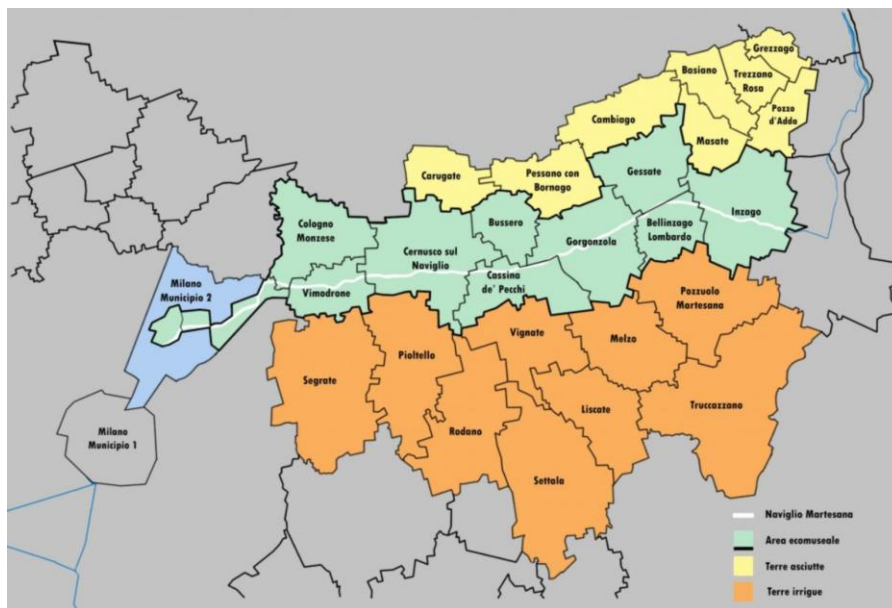 Grezzago
Basiano
Trezzano
Rosa
Pozzo
d'Adda
Cambiago
Masate
Carugate
Pessano con
Bornago
Gessate
Cologno
Monzese
Bussero
Inzago
Cernusco sul
Naviglio
Gorgonzola
Bellinzago
Lombardo
Cassina
de' Pecchi
Milano
Municipio 2
Vimodrone
Pozzuolo
Martesana
Vignate
Melzo
Segrate
Pioltello
Liscate
Truccazzano
Rodano
Milano
Municipio 1
Settala
Naviglio Martesana
Area ecomuseale
Terre asciutte
Terre irrigue